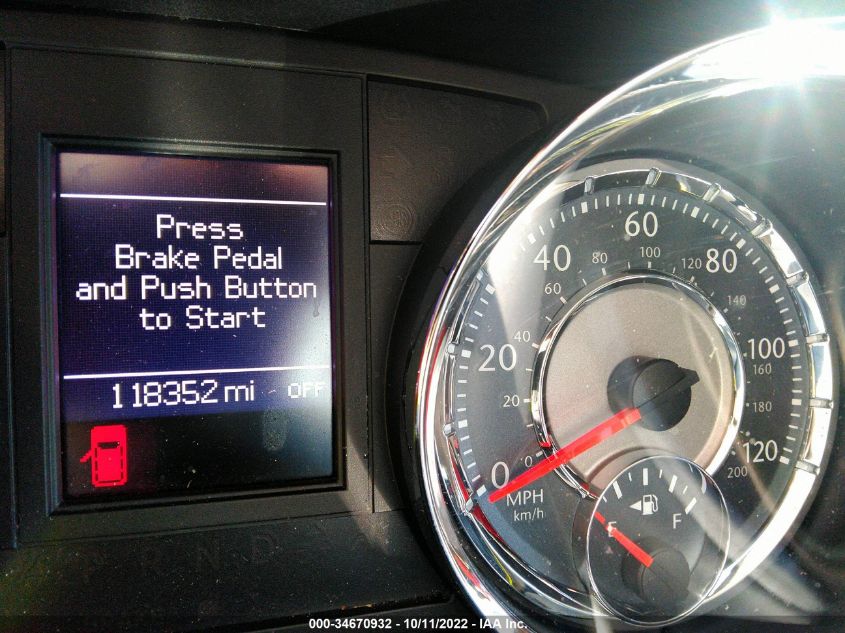 Press
Brake Pedal
and Push Button
to Start
118352 mi OFF
P R N D
0 20 40 60 80 100 120
MPH
km/h
0 20 40 60 80 100 120 140 160 180 200
E F
000-34670932 - 10/11/2022 - IAA Inc.